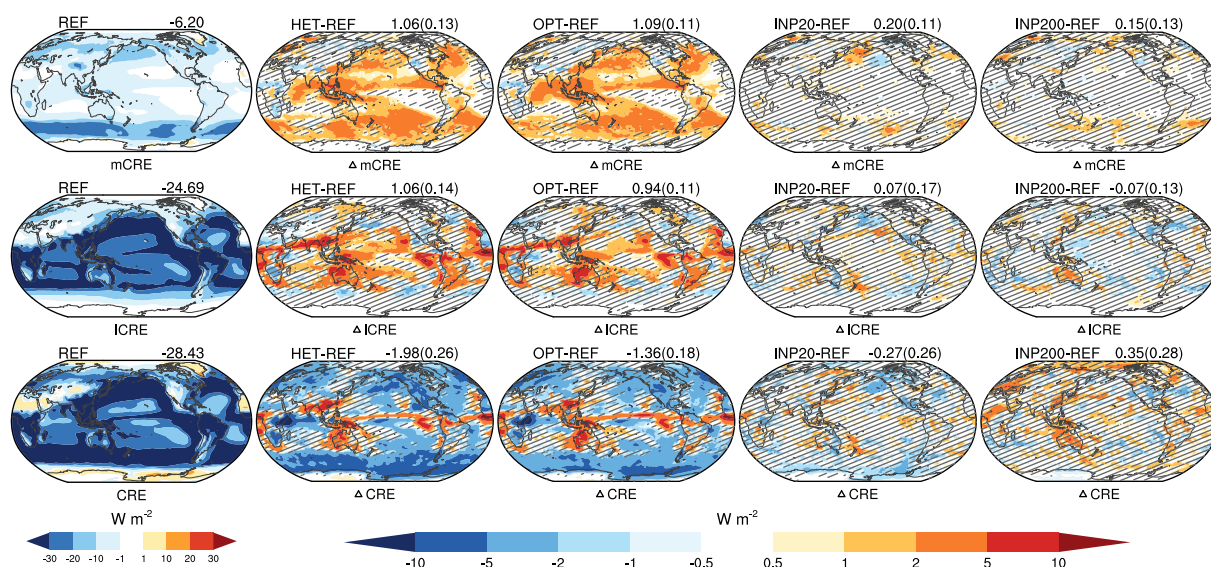 REF -6.20 HET-REF 1.06(0.13) OPT-REF 1.09(0.11) INP20-REF 0.20(0.11) INP200-REF 0.15(0.13)
mCRE Δ mCRE Δ mCRE Δ mCRE Δ mCRE
REF -24.69 HET-REF 1.06(0.14) OPT-REF 0.94(0.11) INP20-REF 0.07(0.17) INP200-REF -0.07(0.13)
lCRE Δ lCRE Δ lCRE Δ lCRE Δ lCRE
REF -28.43 HET-REF -1.98(0.26) OPT-REF -1.36(0.18) INP20-REF -0.27(0.26) INP200-REF 0.35(0.28)
CRE Δ CRE Δ CRE Δ CRE Δ CRE
W m⁻² W m⁻²
-30 -20 -10 -1 1 10 20 30 -10 -5 -2 -1 -0.5 0.5 1 2 5 10